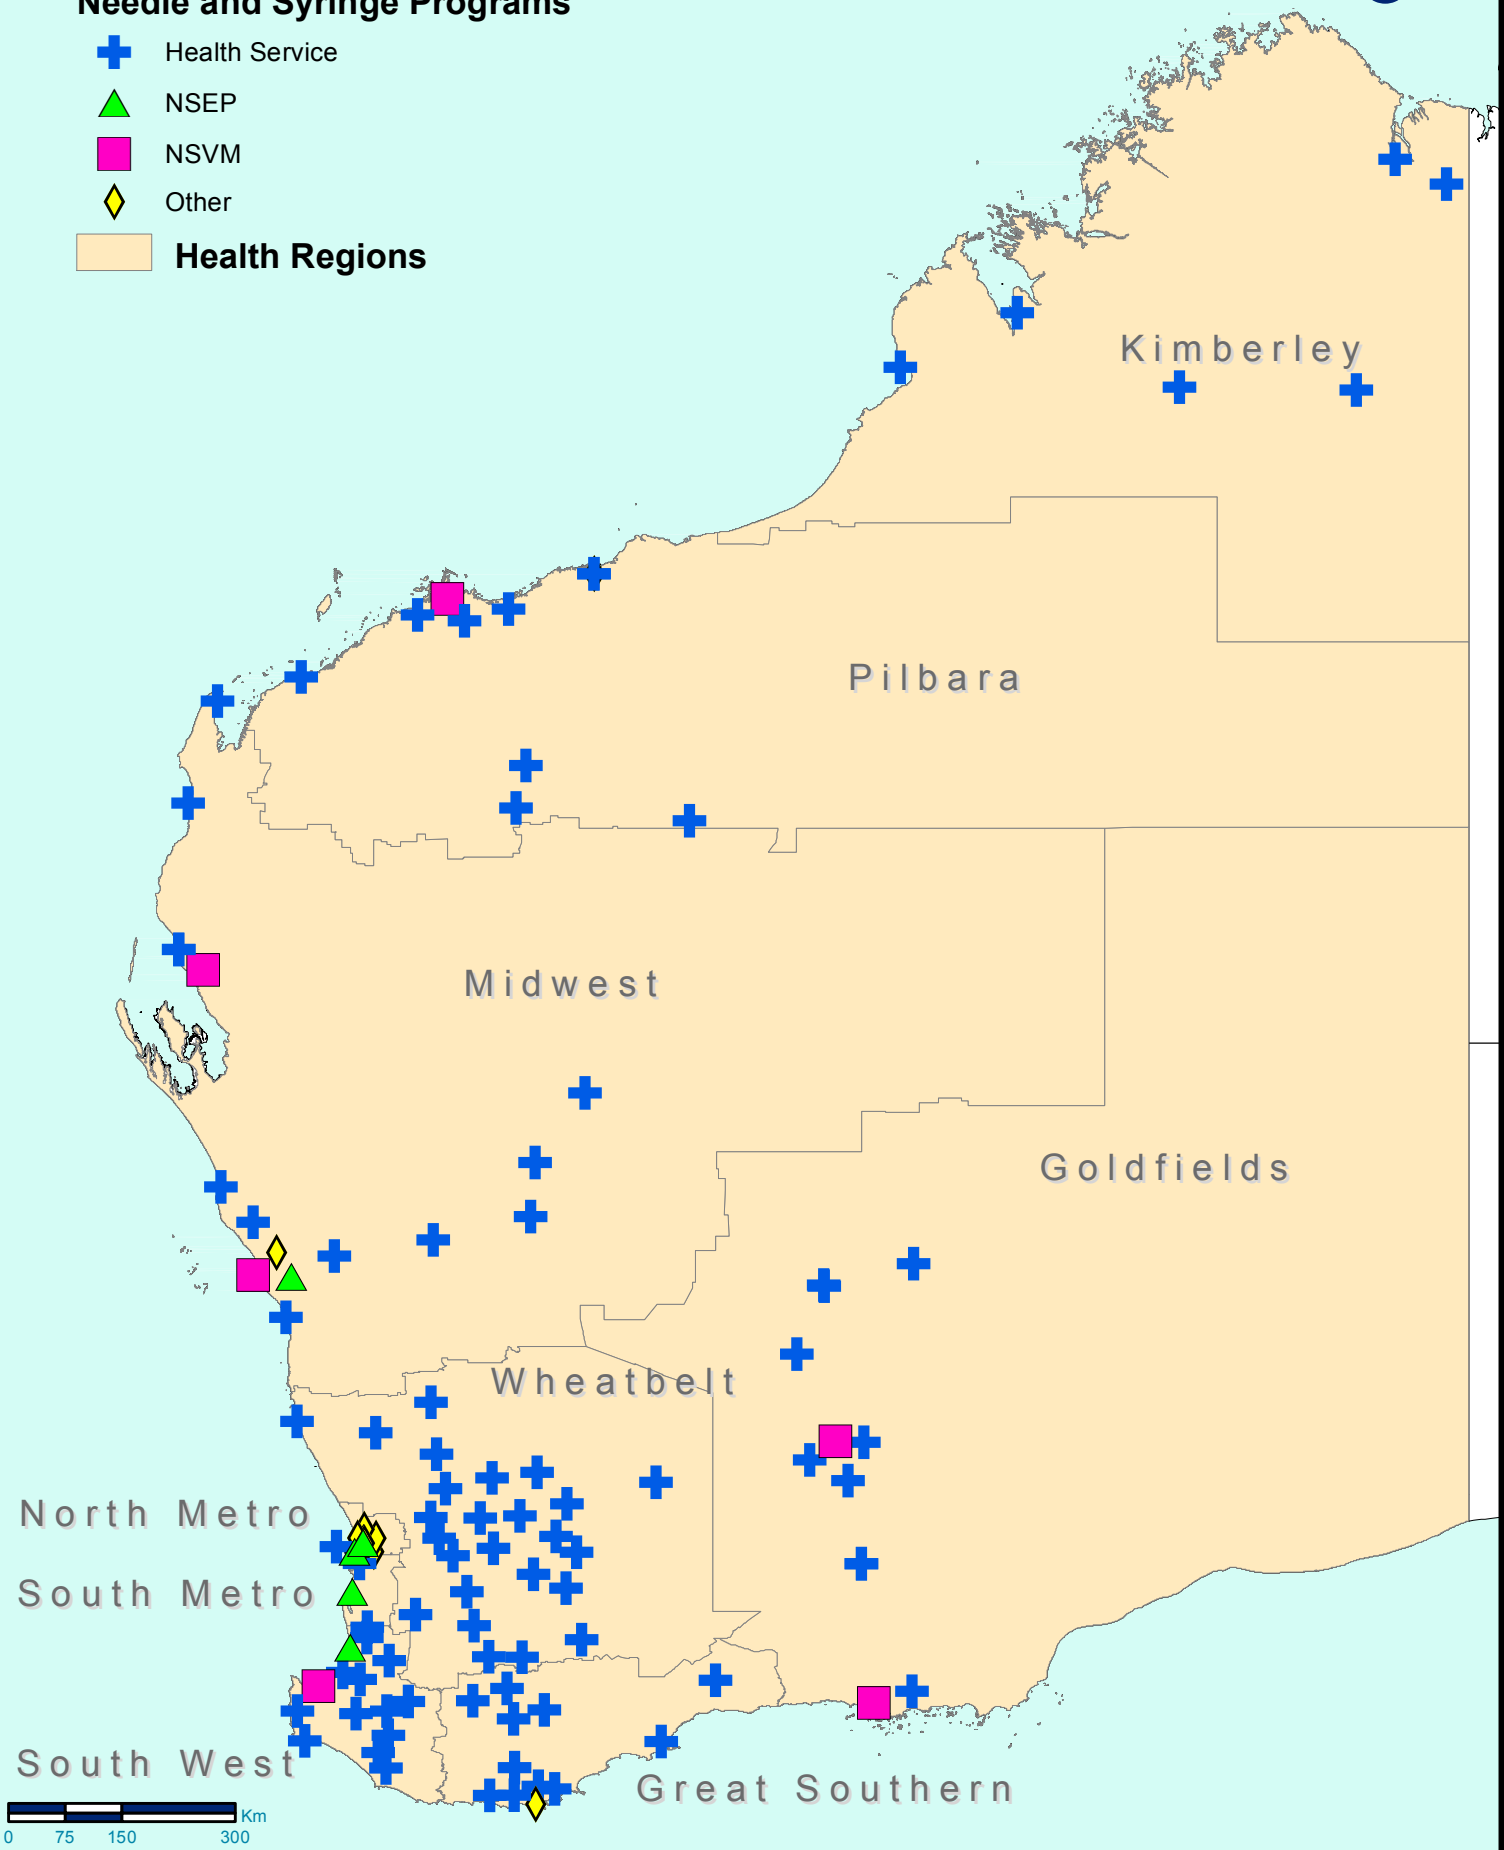 Needle and Syringe Programs
Health Service
NSEP
NSVM
Other
Health Regions
Kimberley
Pilbara
Midwest
Goldfields
Wheatbelt
North Metro
South Metro
South West
Great Southern
Km
0 75 150 300